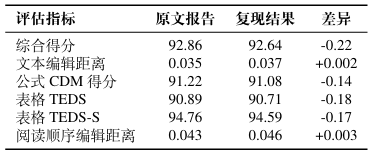 评估指标 原文报告 复现结果 差异
综合得分 92.86 92.64 -0.22
文本编辑距离 0.035 0.037 +0.002
公式 CDM 得分 91.22 91.08 -0.14
表格 TEDS 90.89 90.71 -0.18
表格 TEDS-S 94.76 94.59 -0.17
阅读顺序编辑距离 0.043 0.046 +0.003